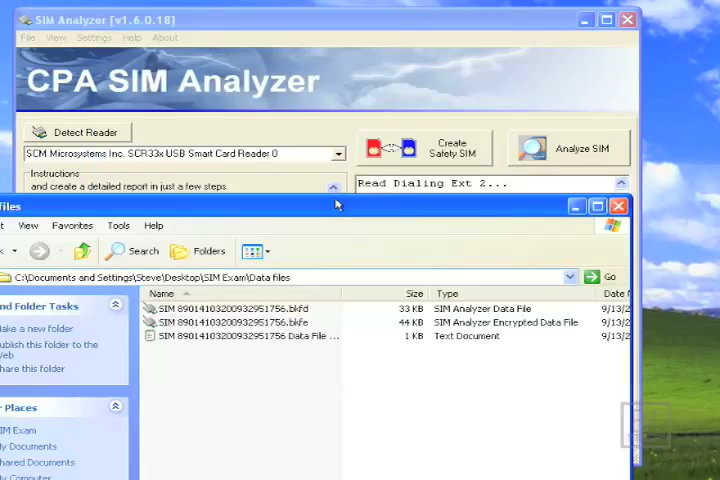 SIM Analyzer [v1.6.0.18]
File View Settings Help About
CPA SIM Analyzer
Detect Reader
SCM Microsystems Inc. SCR33x USB Smart Card Reader 0
Create
Safety SIM
Analyze SIM
Instructions
and create a detailed report in just a few steps.
Read Dialing Ext 2...
files
t View Favorites Tools Help
k Search Folders
C:\Documents and Settings\Steve\Desktop\SIM Exam\Data files Go
Name Size Type Date
SIM 89014103200932951756.bkfd 33 KB SIM Analyzer Data File 9/13/2
SIM 89014103200932951756.bkfe 44 KB SIM Analyzer Encrypted Data File 9/13/2
SIM 89014103200932951756 Data File ... 1 KB Text Document 9/13/2
nd Folder Tasks
ake a new folder
ublish this folder to the
Veb
hare this folder
r Places
IM Exam
ly Documents
hared Documents
ly Computer